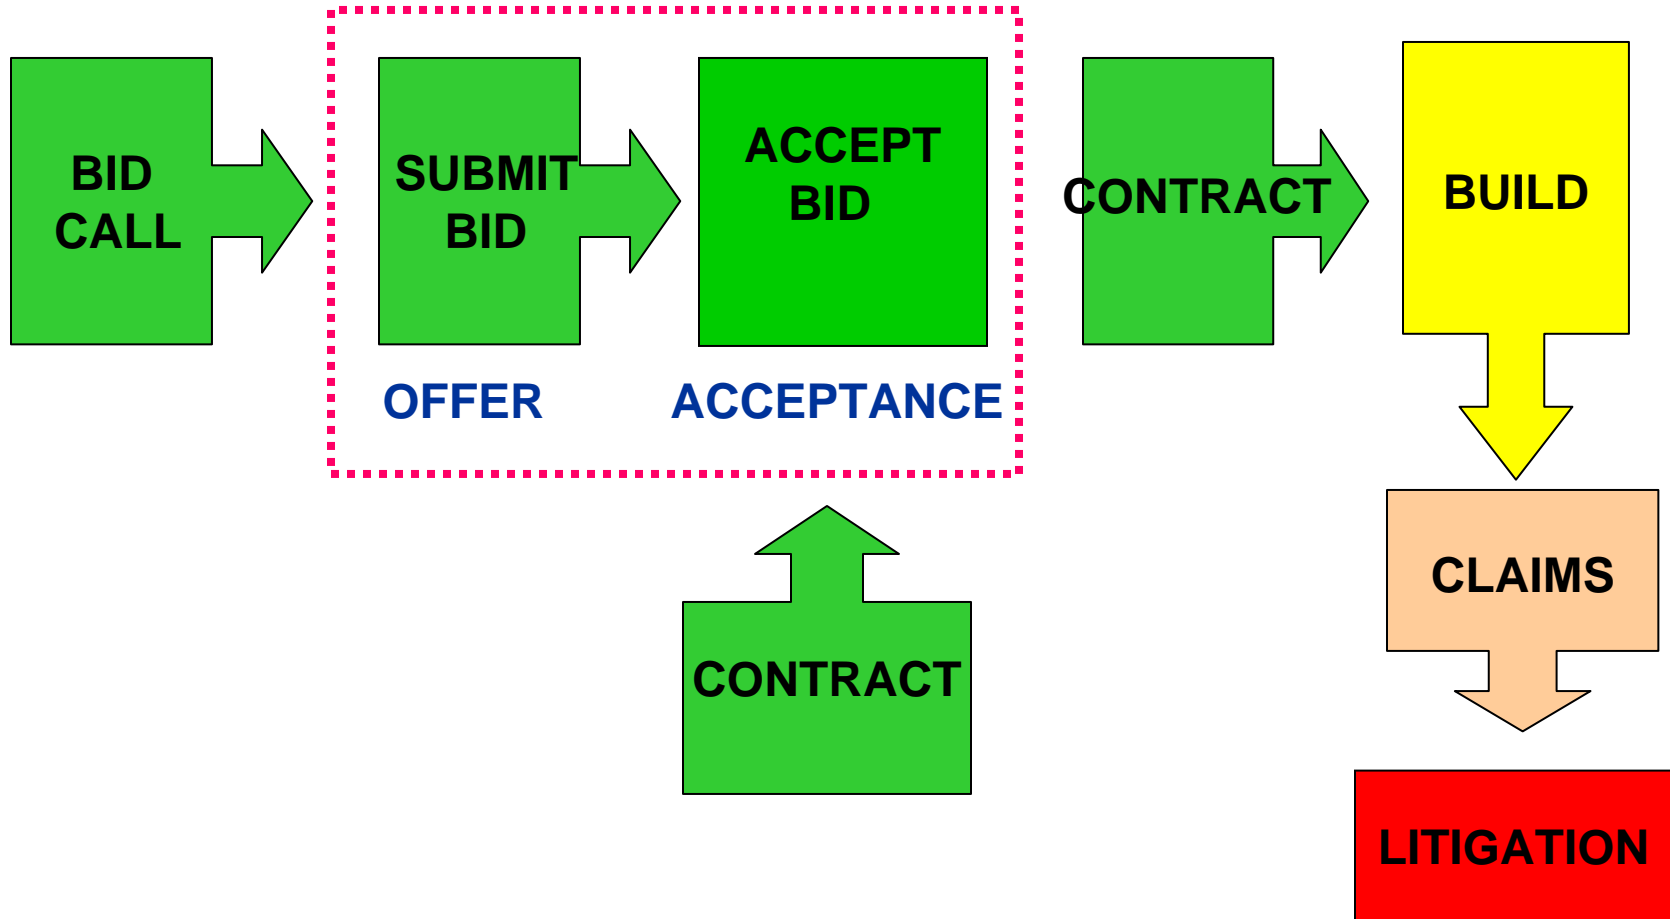 BID
CALL
SUBMIT
BID
ACCEPT
BID
CONTRACT
BUILD
OFFER
ACCEPTANCE
CLAIMS
CONTRACT
LITIGATION